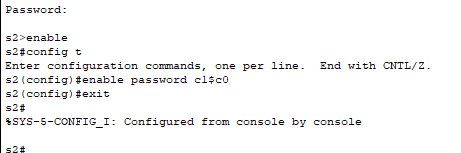 Password:
s2>enable
s2#config t
Enter configuration commands, one per line.  End with CNTL/Z.
s2(config)#enable password c1$c0
s2(config)#exit
s2#
%SYS-5-CONFIG_I: Configured from console by console
s2#